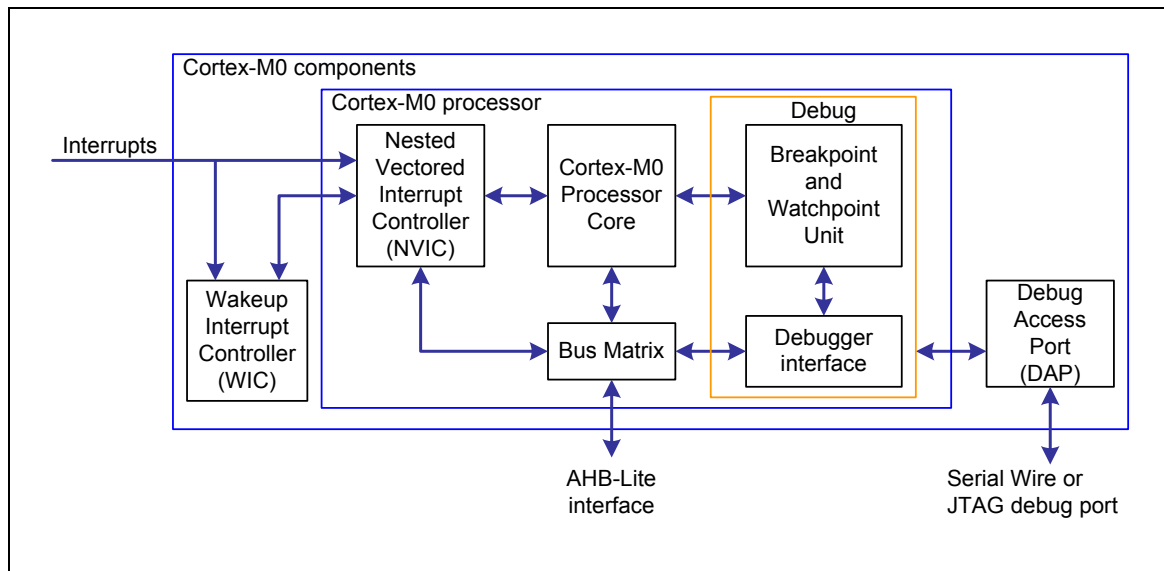 Cortex-M0 components
Cortex-M0 processor
Debug
Interrupts
Nested
Vectored
Interrupt
Controller
(NVIC)
Cortex-M0
Processor
Core
Breakpoint
and
Watchpoint
Unit
Wakeup
Interrupt
Controller
(WIC)
Bus Matrix
Debugger
interface
Debug
Access
Port
(DAP)
AHB-Lite
interface
Serial Wire or
JTAG debug port